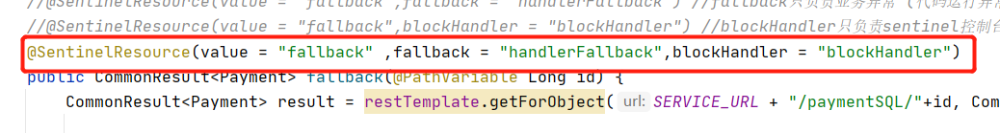 //@SentinelResource(value = "fallback",fallback = "handlerFallback") //fallback只负责业务异常(代码运行异常
//@SentinelResource(value = "fallback",blockHandler = "blockHandler") //blockHandler只负责sentinel控制台
@SentinelResource(value = "fallback" ,fallback = "handlerFallback",blockHandler = "blockHandler")
public CommonResult<Payment> fallback(@PathVariable Long id) {
CommonResult<Payment> result = restTemplate.getForObject( url: SERVICE_URL + "/paymentSQL/"+id, Com